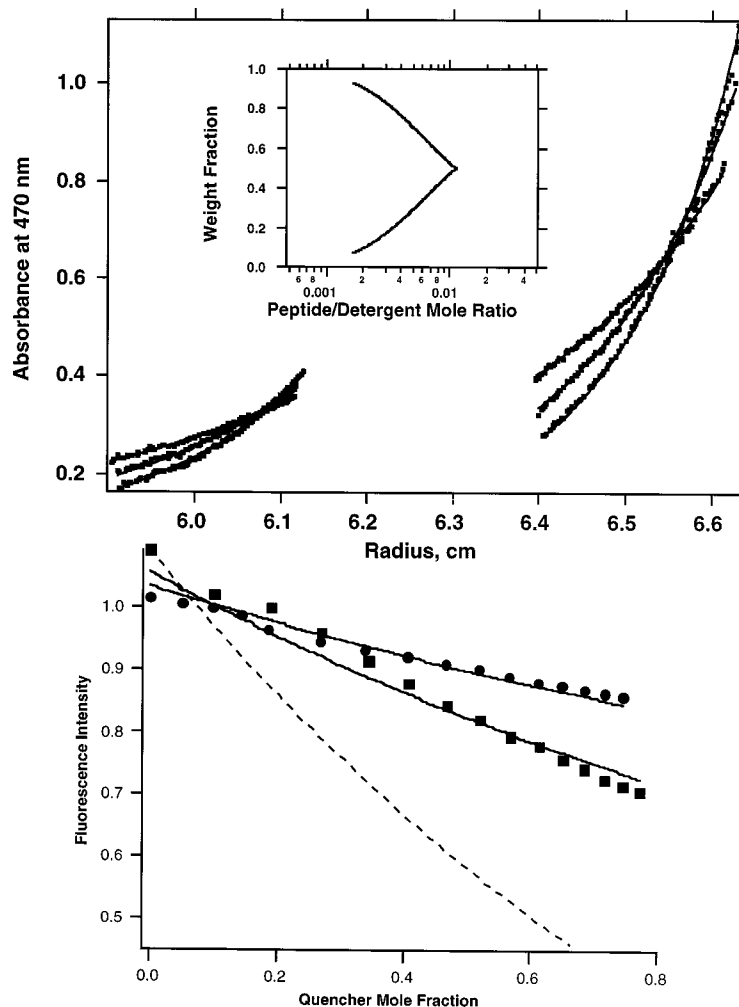 Absorbance at 470 nm
1.0
0.8
0.6
0.4
0.2
Weight Fraction
1.0
0.8
0.6
0.4
0.2
0.0
6 8 2 4 6 8 2 4
0.001 0.01
Peptide/Detergent Mole Ratio
6.0 6.1 6.2 6.3 6.4 6.5 6.6
Radius, cm
Fluorescence Intensity
1.0
0.9
0.8
0.7
0.6
0.5
0.0 0.2 0.4 0.6 0.8
Quencher Mole Fraction